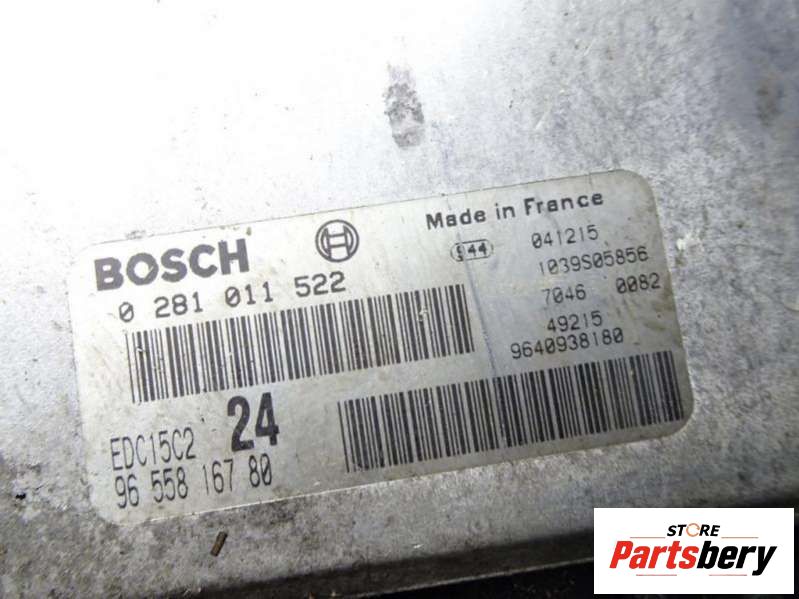 BOSCH
0 281 011 522
Made in France
S44
041215
1039S05856
7046 0082
49215
9640938180
EDC15C2
24
96 558 167 80
STORE
Partsbery